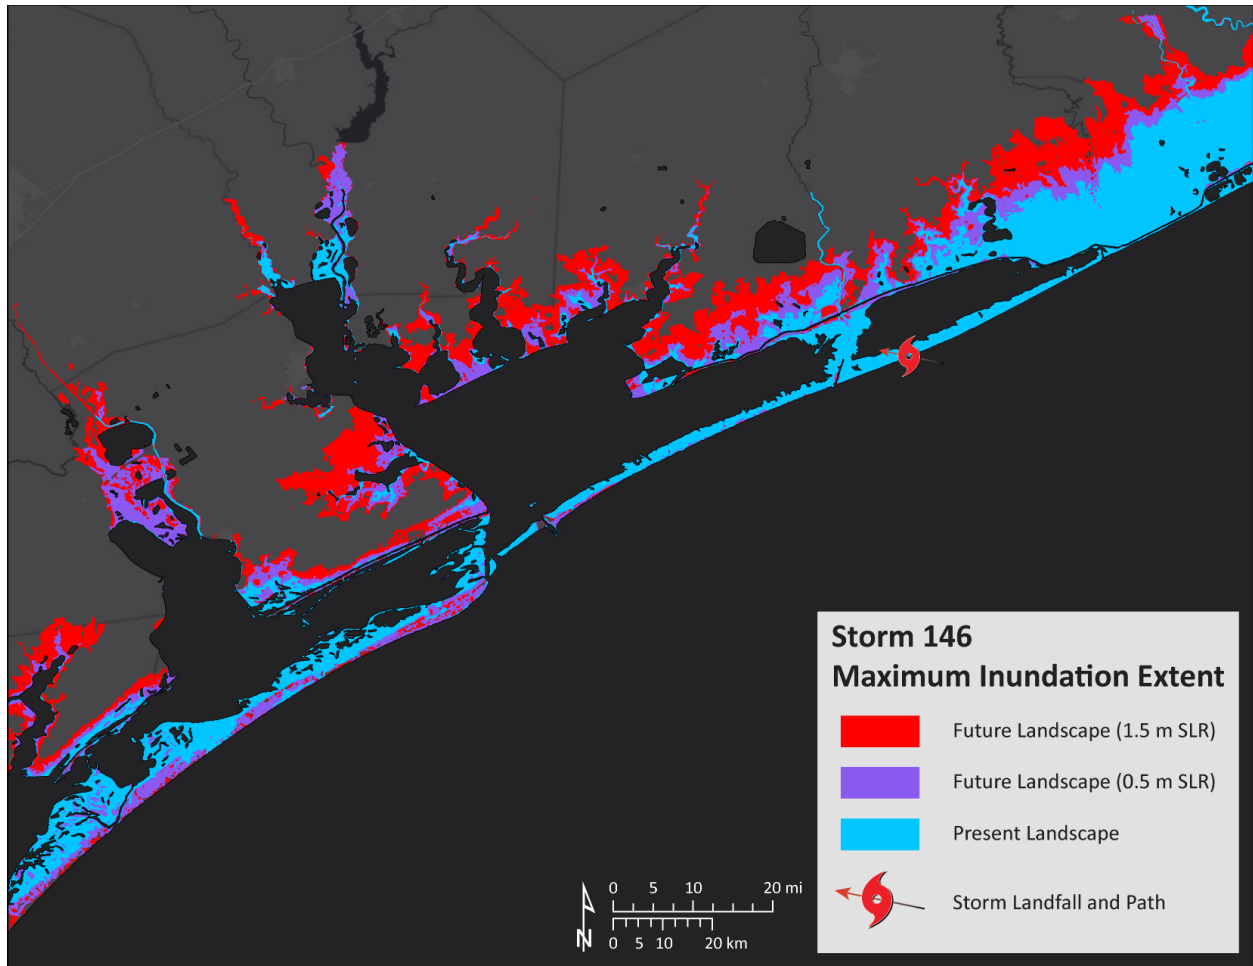 Storm 146
Maximum Inundation Extent
Future Landscape (1.5 m SLR)
Future Landscape (0.5 m SLR)
Present Landscape
Storm Landfall and Path
0 5 10 20 mi
0 5 10 20 km
N